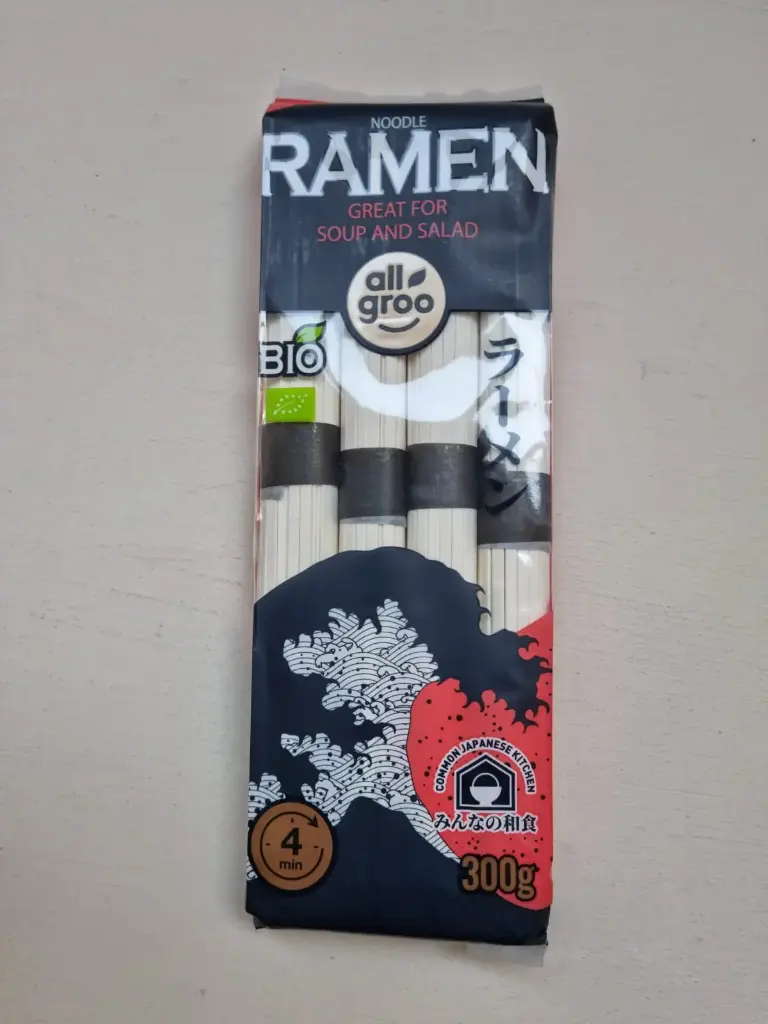 NOODLE
RAMEN
GREAT FOR
SOUP AND SALAD
all
groo
BIO
ラーメン
COMMON JAPANESE KITCHEN
みんなの和食
4
min
300g